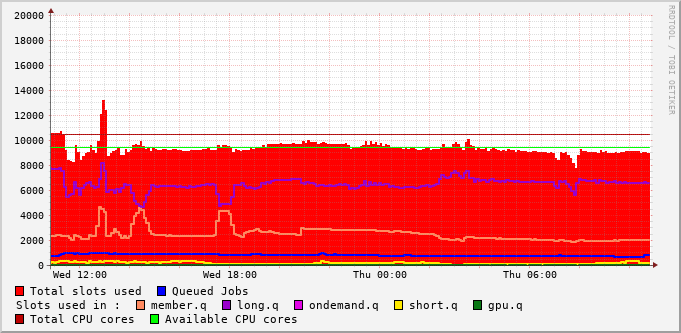 20000
18000
16000
14000
12000
10000
8000
6000
4000
2000
0
Wed 12:00 Wed 18:00 Thu 00:00 Thu 06:00
RRDTOOL / TOBI OETIKER
Total slots used Queued Jobs
Slots used in : member.q long.q ondemand.q short.q gpu.q
Total CPU cores Available CPU cores